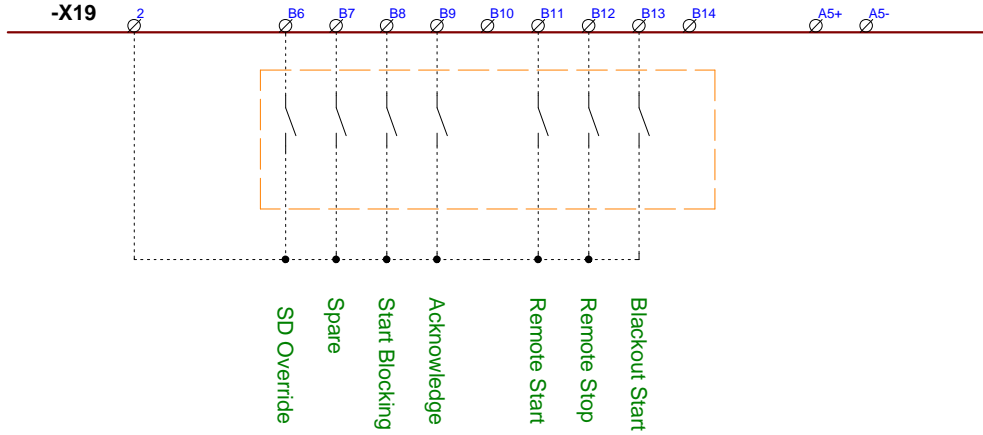 -X19
2
B6
B7
B8
B9
B10
B11
B12
B13
B14
A5+
A5-
SD Override
Spare
Start Blocking
Acknowledge
Remote Start
Remote Stop
Blackout Start